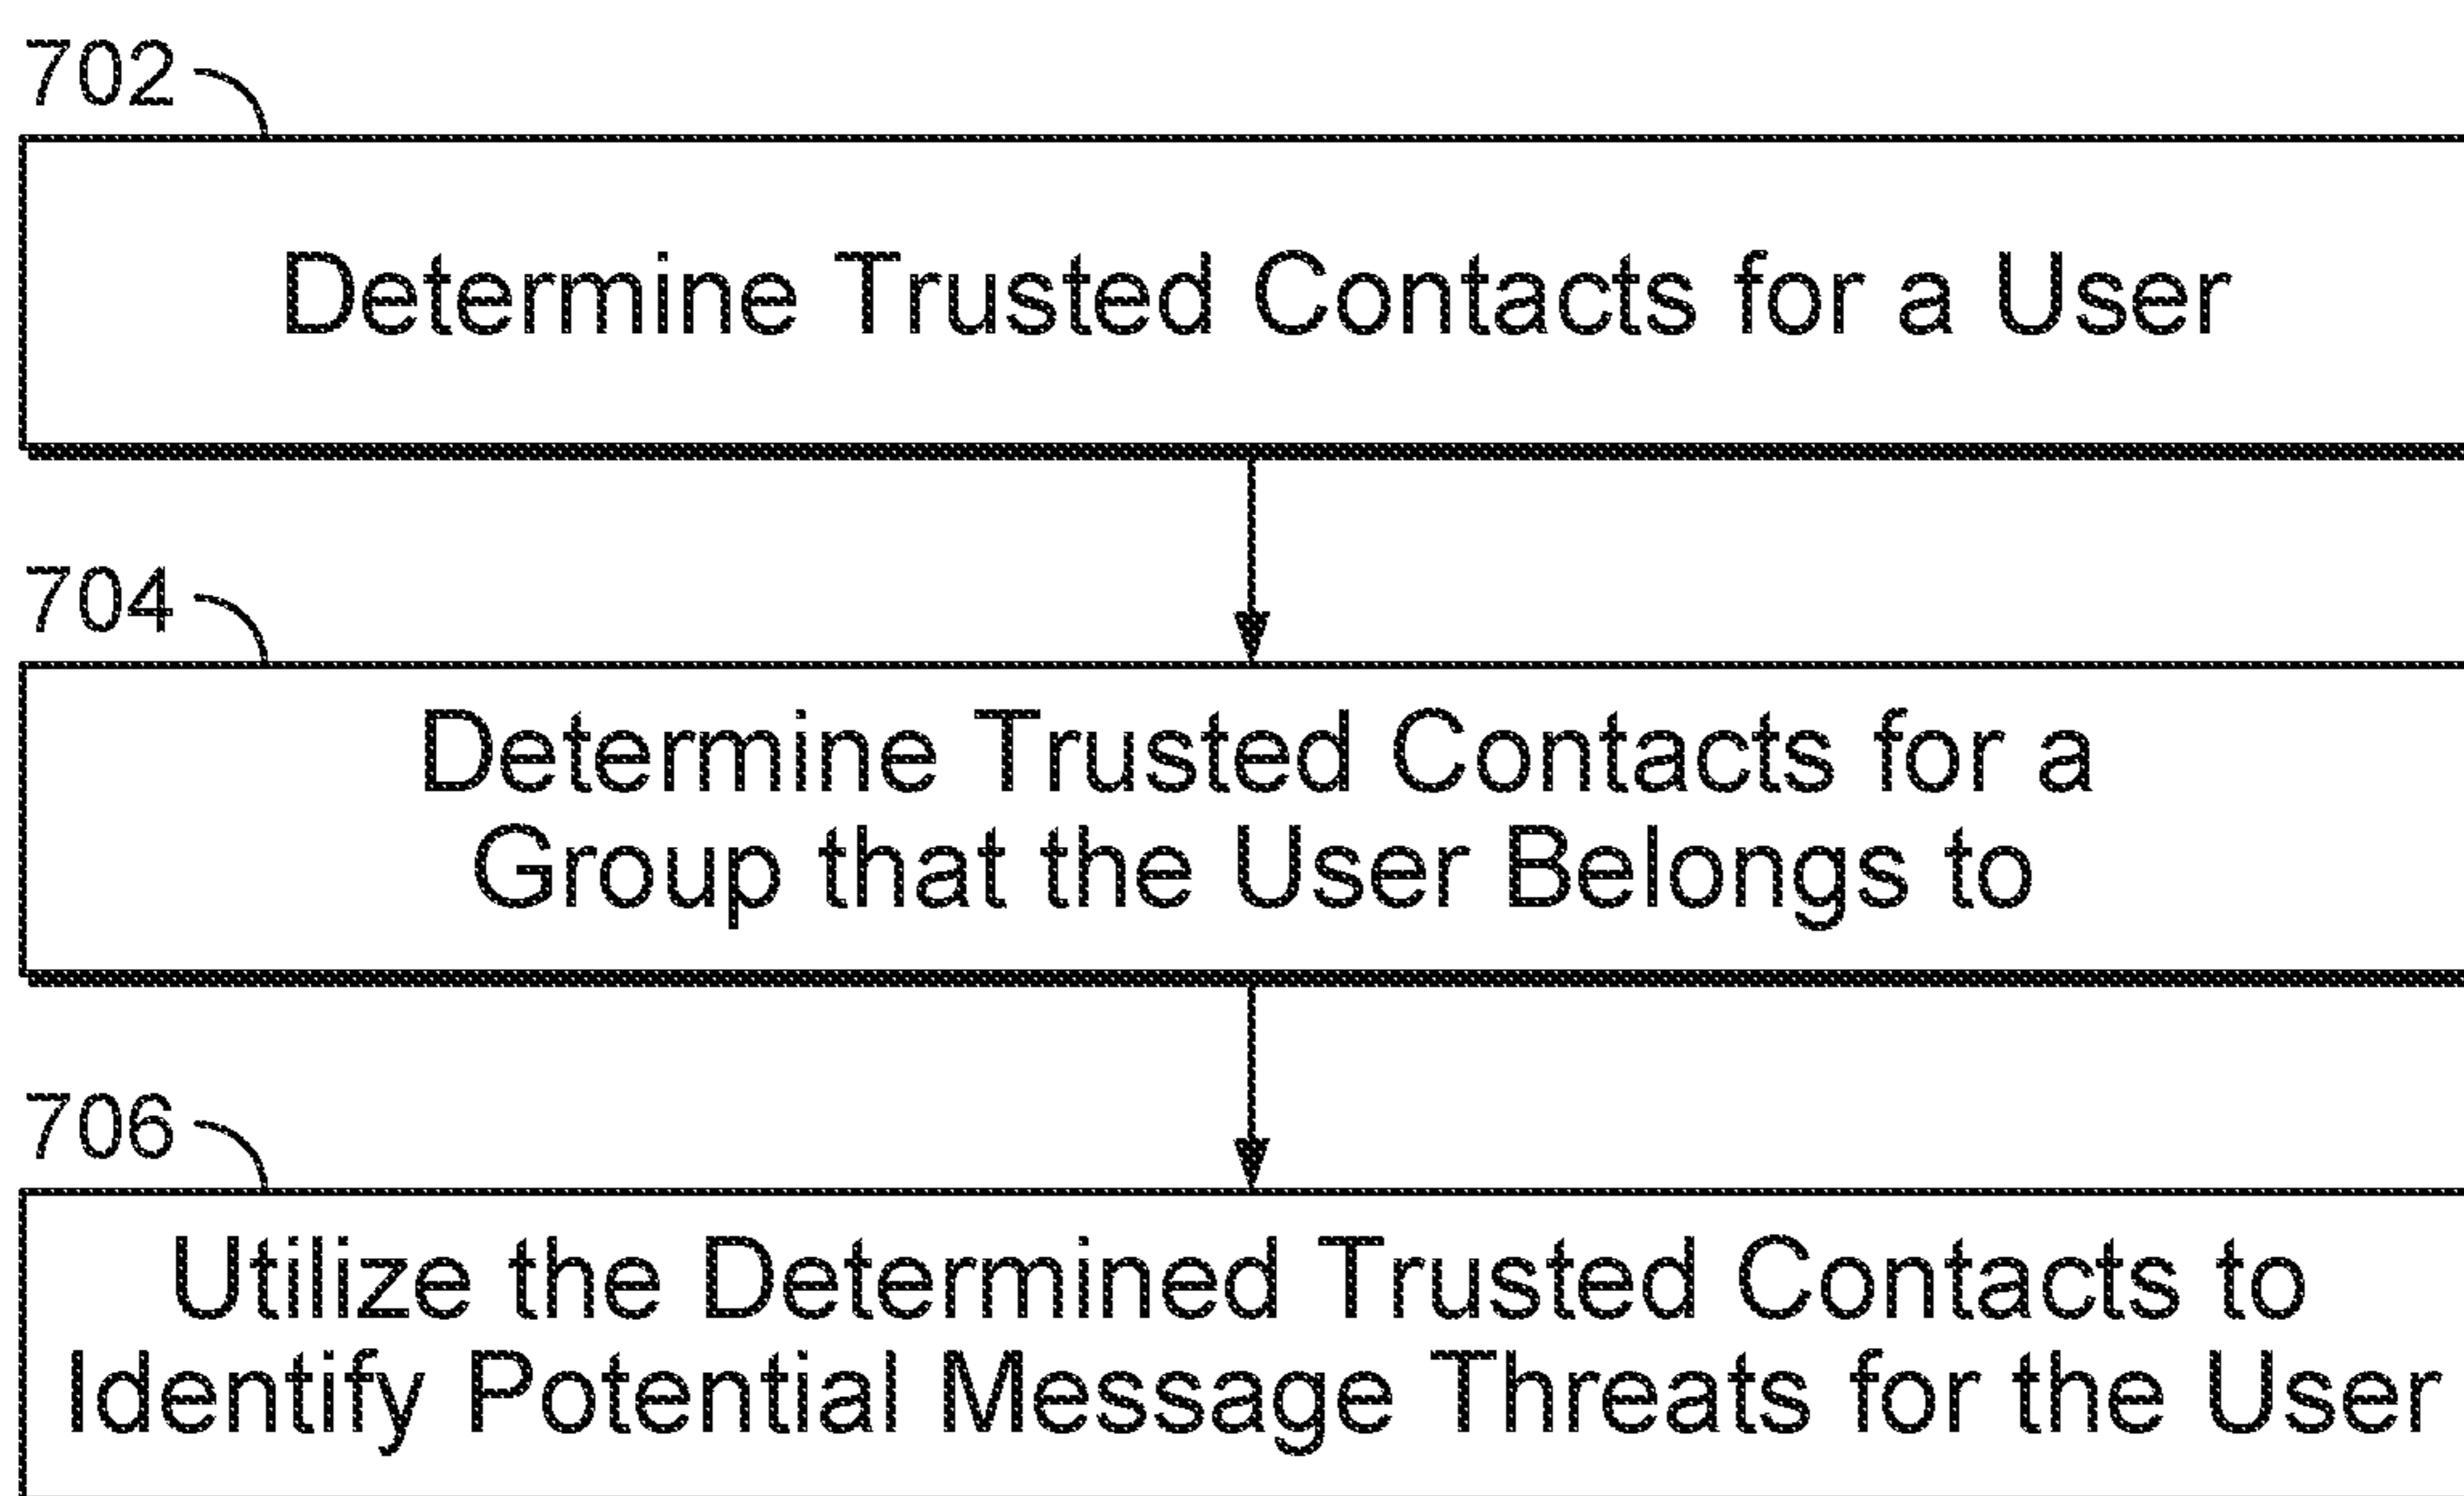 702
Determine Trusted Contacts for a User
704
Determine Trusted Contacts for a
Group that the User Belongs to
706
Utilize the Determined Trusted Contacts to
Identify Potential Message Threats for the User